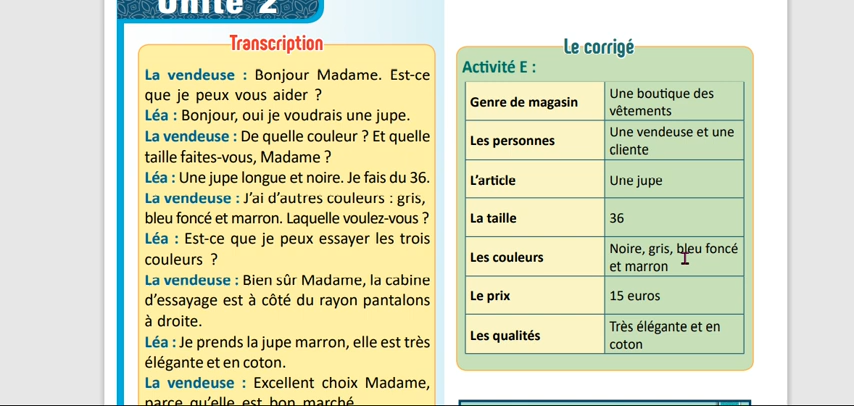 Unité 2
Transcription
La vendeuse : Bonjour Madame. Est-ce
que je peux vous aider ?
Léa : Bonjour, oui je voudrais une jupe.
La vendeuse : De quelle couleur ? Et quelle
taille faites-vous, Madame ?
Léa : Une jupe longue et noire. Je fais du 36.
La vendeuse : J'ai d'autres couleurs : gris,
bleu foncé et marron. Laquelle voulez-vous ?
Léa : Est-ce que je peux essayer les trois
couleurs ?
La vendeuse : Bien sûr Madame, la cabine
d'essayage est à côté du rayon pantalons
à droite.
Léa : Je prends la jupe marron, elle est très
élégante et en coton.
La vendeuse : Excellent choix Madame,
parce qu'elle est bon marché.
Le corrigé
Activité E :
Genre de magasin
Une boutique des
vêtements
Les personnes
Une vendeuse et une
cliente
L'article
Une jupe
La taille
36
Les couleurs
Noire, gris, bleu foncé
et marron
Le prix
15 euros
Les qualités
Très élégante et en
coton